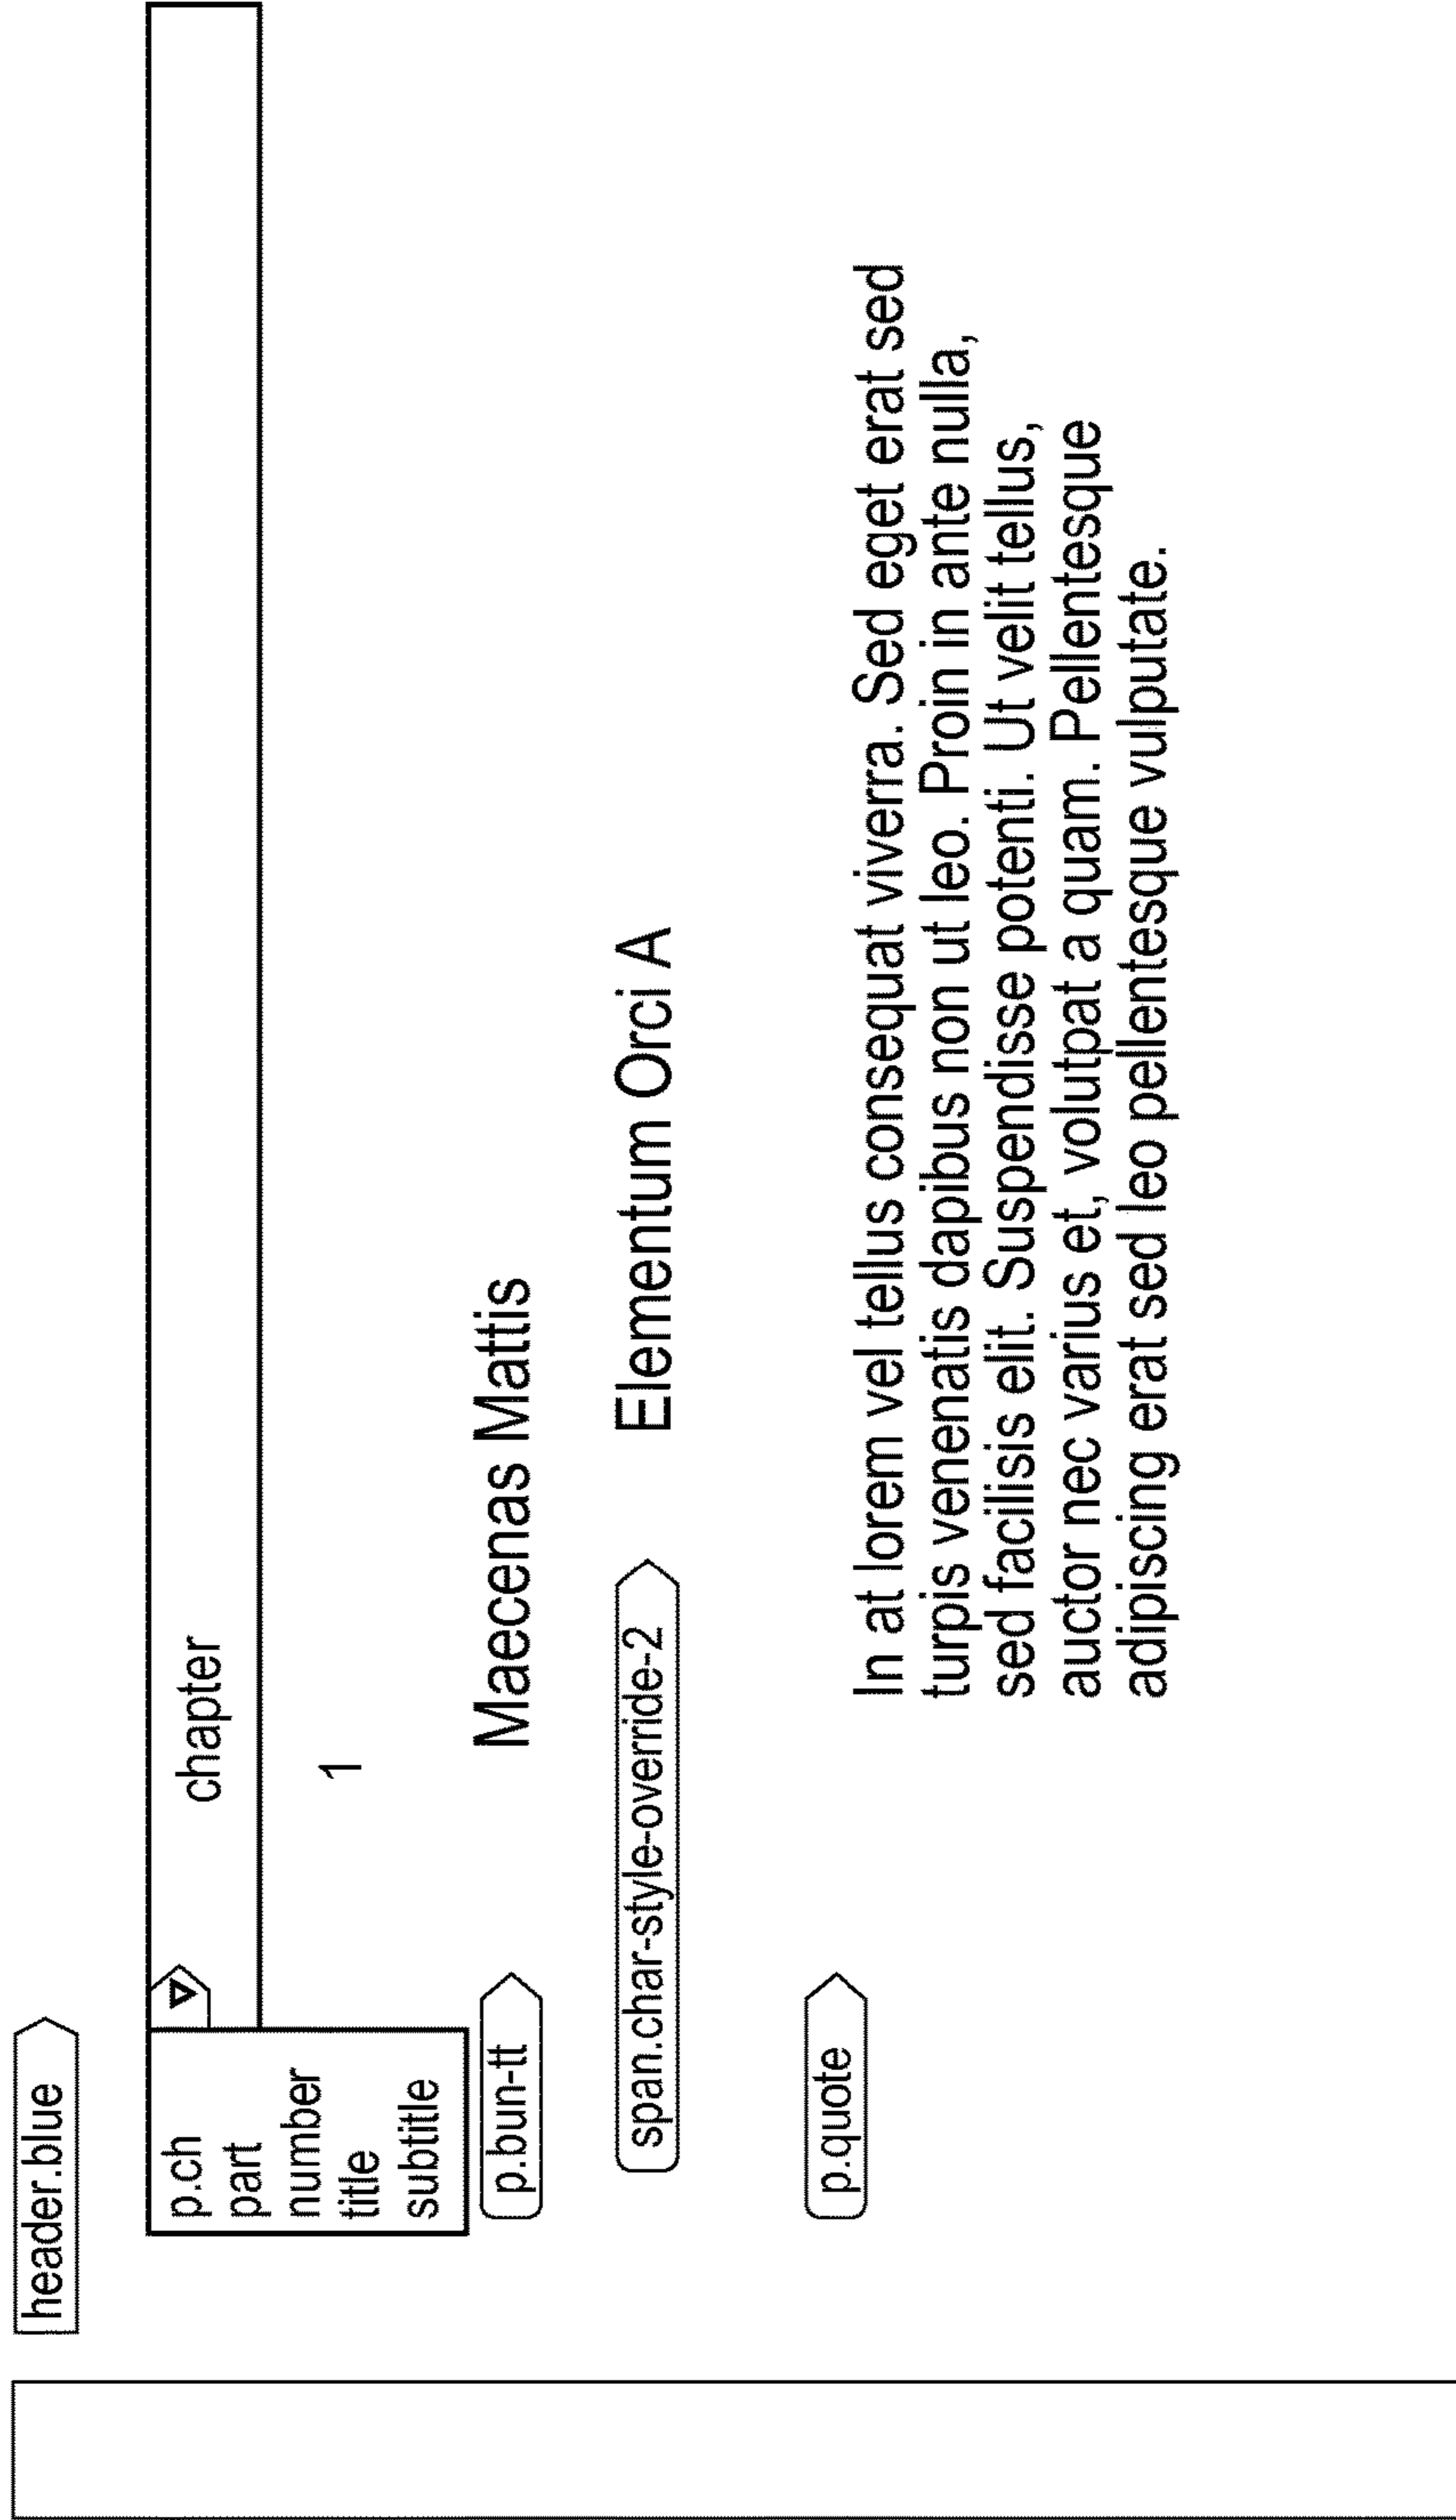 header.blue
p.ch
chapter
part
number
1
title
subtitle
p.bun-tt
Maecenas Mattis
span.char-style-override-2
Elementum Orci A
p.quote
In at lorem vel tellus consequat viverra. Sed eget erat sed
turpis venenatis dapibus non ut leo. Proin in ante nulla,
sed facilisis elit. Suspendisse potenti. Ut velit tellus,
auctor nec varius et, volutpat a quam. Pellentesque
adipiscing erat sed leo pellentesque vulputate.